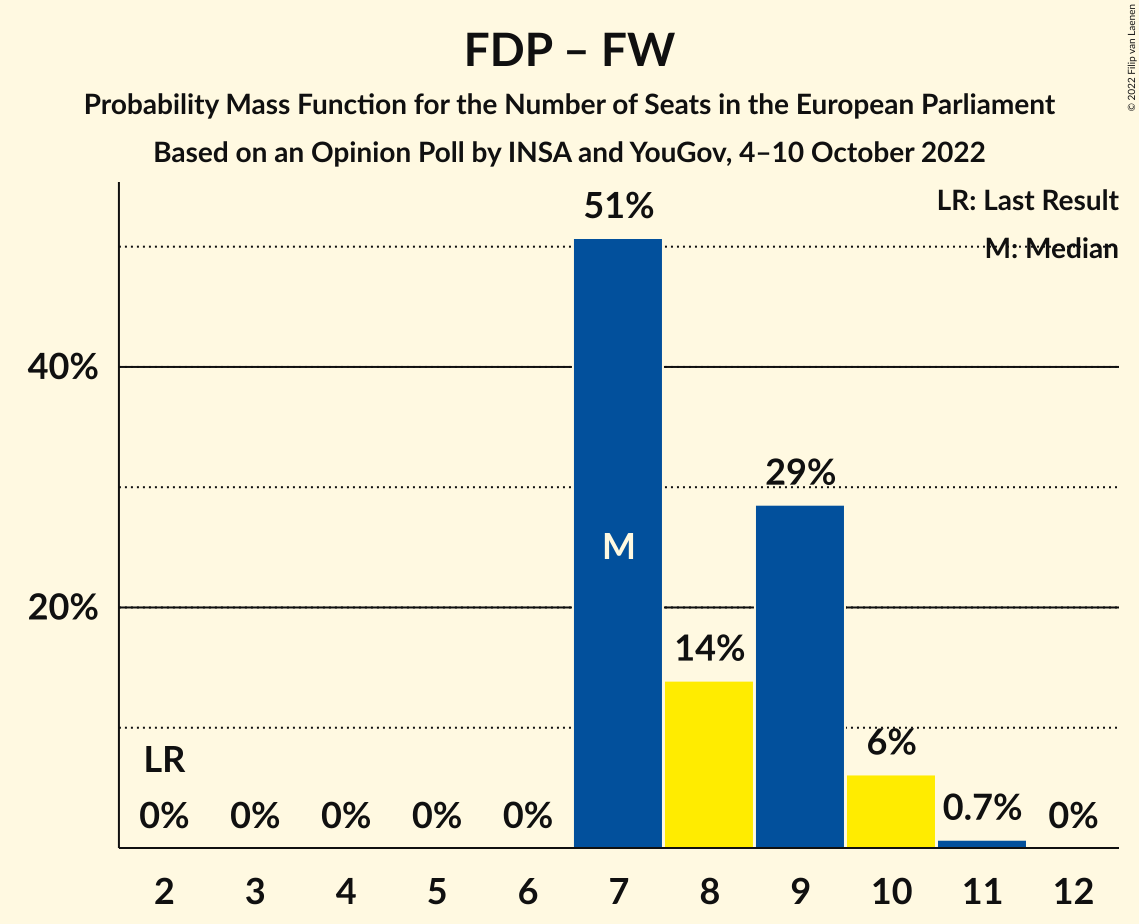 FDP – FW
Probability Mass Function for the Number of Seats in the European Parliament
Based on an Opinion Poll by INSA and YouGov, 4–10 October 2022
© 2022 Filip van Laenen
LR: Last Result
M: Median
51%
40%
29%
M
20%
14%
6%
LR
0.7%
0% 0% 0% 0% 0% 0%
2 3 4 5 6 7 8 9 10 11 12